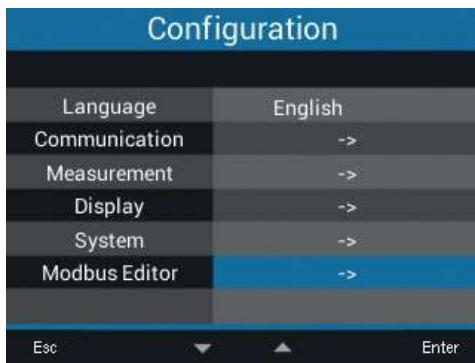 Configuration
Language English
Communication ->
Measurement ->
Display ->
System ->
Modbus Editor ->
Esc Enter